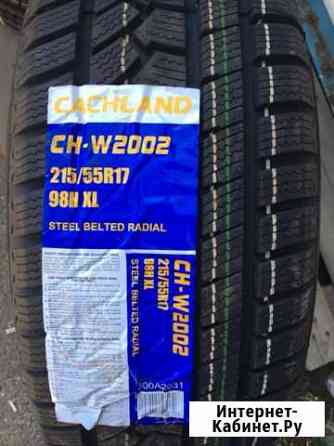 CACHLAND
CH-W2002
215/55R17
98H XL
STEEL BELTED RADIAL
CH-W2002
215/55R17
98H XL
STEEL BELTED RADIAL
Интернет-
Кабинет.Ру